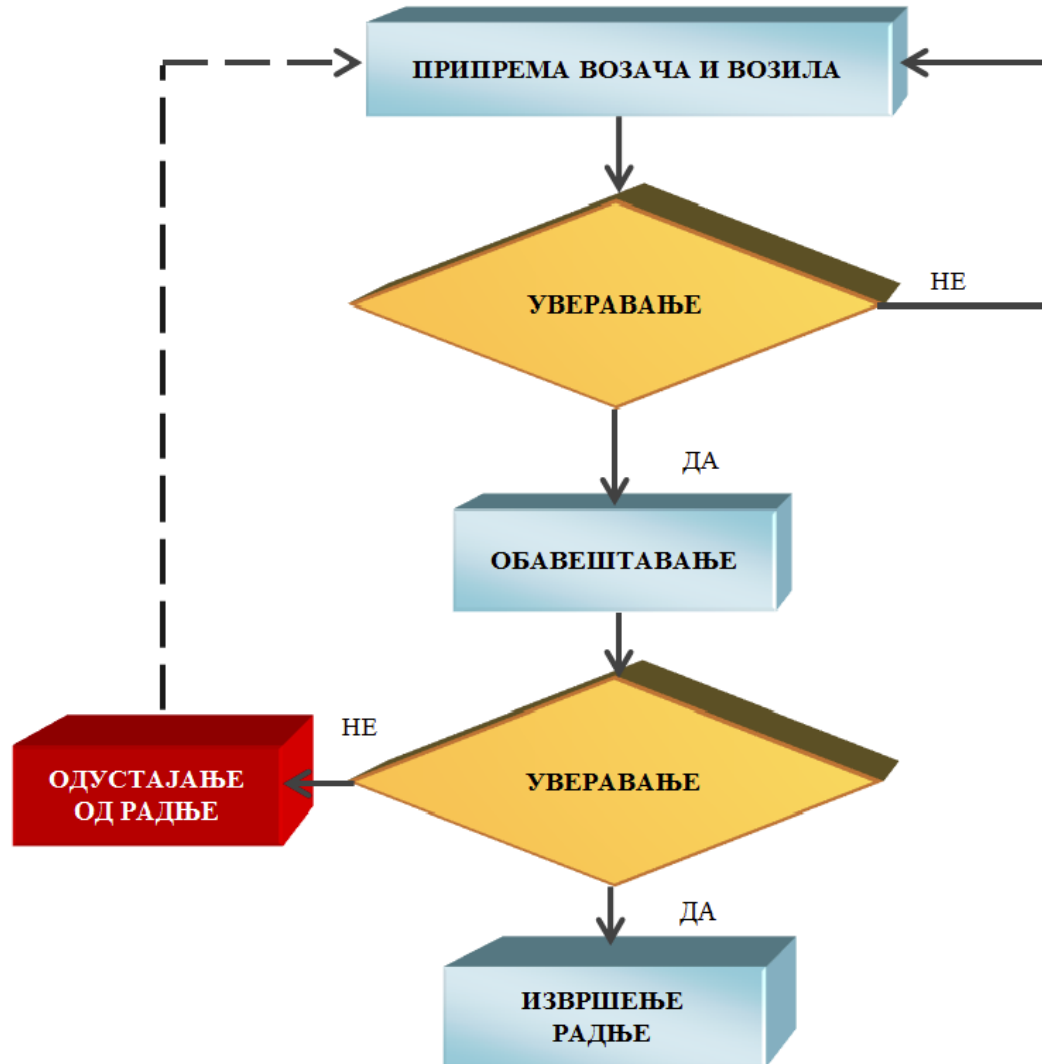 ПРИПРЕМА ВОЗАЧА И ВОЗИЛА
УВЕРАВАЊЕ
НЕ
ДА
ОБАВЕШТАВАЊЕ
НЕ
УВЕРАВАЊЕ
ОДУСТАЈАЊЕ
ОД РАДЊЕ
ДА
ИЗВРШЕЊЕ
РАДЊЕ